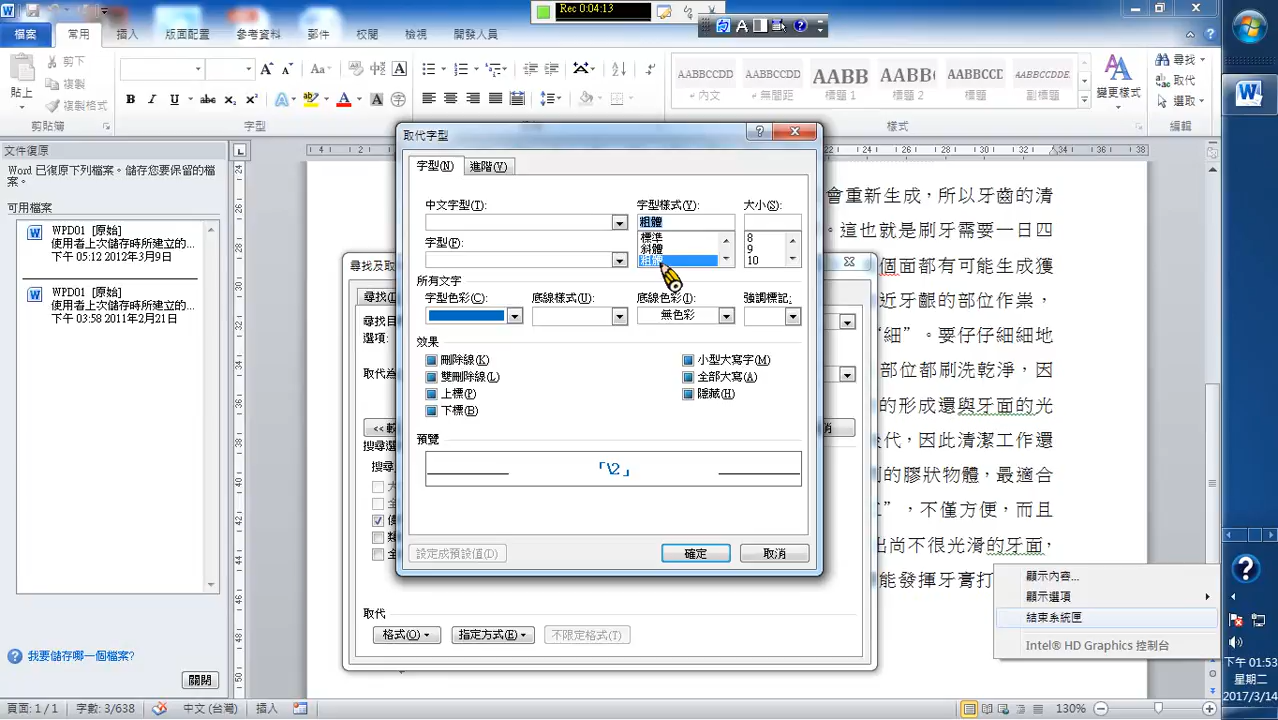 Rec 0:04:13
檔案 常用 插入 版面配置 參考資料 郵件 校閱 檢視 開發人員
剪下
複製
複製格式
貼上
剪貼簿
字型
AABBCCDD AABBCCDD AABB AABB( AABBCCE AABBCCDDE
內文 無間距 標題 1 標題 2 標題 副標題
樣式
變更樣式
尋找
取代
選取
編輯
文件復原
Word 已復原下列檔案。儲存您要保留的檔案。
可用檔案
WPD01 [原始]
使用者上次儲存時所建立的...
下午 05:12 2012年3月9日
WPD01 [原始]
使用者上次儲存時所建立的...
下午 03:58 2011年2月21日
我要儲存哪一個檔案?
關閉
取代字型
字型(N) 進階(V)
中文字型(T): 字型樣式(Y): 大小(S):
粗體
標準
斜體
粗體
8
9
10
字型(F):
所有文字
字型色彩(C): 底線樣式(U): 底線色彩(I): 強調標記:
無色彩
效果
刪除線(K) 小型大寫字(M)
雙刪除線(L) 全部大寫(A)
上標(P) 隱藏(H)
下標(B)
預覽
「\2」
設定成預設值(D) 確定 取消
尋找及取
尋找目
選項:
取代為
取代
格式(O) 指定方式(E) 不限定格式(T)
會重新生成，所以牙齒的清
。這也就是刷牙需要一日四
個面都有可能生成獲
近牙齦的部位作祟，
“細”。要仔仔細細地
部位都刷洗乾淨，因
的形成還與牙面的光
代，因此清潔工作還
的膠狀物體，最適合
”，不僅方便，而且
出尚不很光滑的牙面，
能發揮牙膏打
顯示內容...
顯示選項
結束系統匣
Intel® HD Graphics 控制台
頁面: 1/1 字數: 3/638 中文 (台灣) 插入 130%
下午 01:53
星期二
2017/3/14